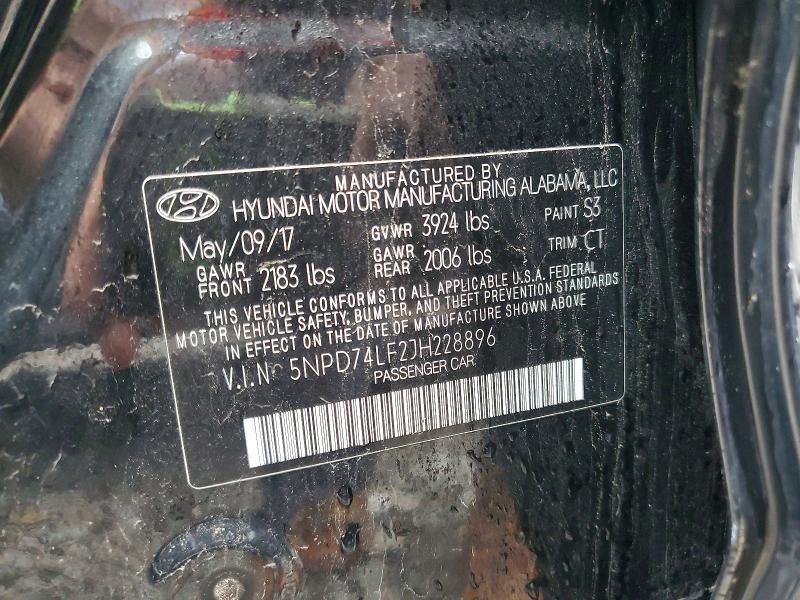 MANUFACTURED BY
HYUNDAI MOTOR MANUFACTURING ALABAMA, LLC
May/09/17 GVWR 3924 lbs PAINT S3
GAWR FRONT 2183 lbs GAWR REAR 2006 lbs TRIM CT
THIS VEHICLE CONFORMS TO ALL APPLICABLE U.S.A. FEDERAL
MOTOR VEHICLE SAFETY, BUMPER, AND THEFT PREVENTION STANDARDS
IN EFFECT ON THE DATE OF MANUFACTURE SHOWN ABOVE
V.I.N 5NPD74LF2JH228896
PASSENGER CAR